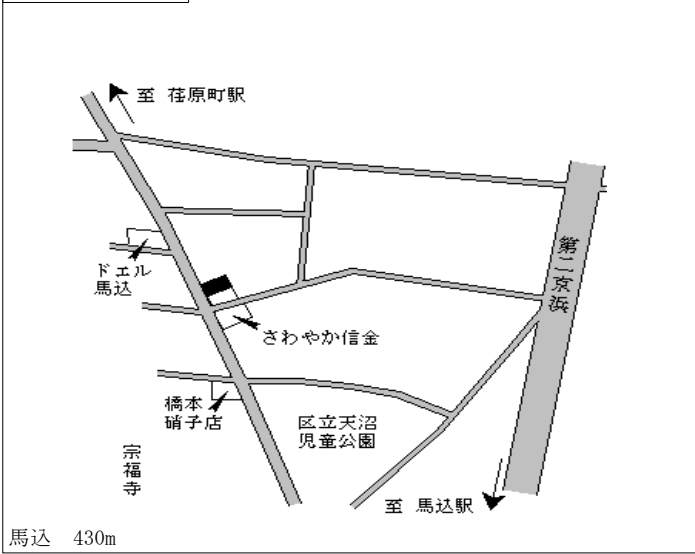 至 荏原町駅
第二京浜
ドエル
馬込
さわやか信金
橋本
硝子店
区立天沼
児童公園
宗福寺
至 馬込駅
馬込　430m